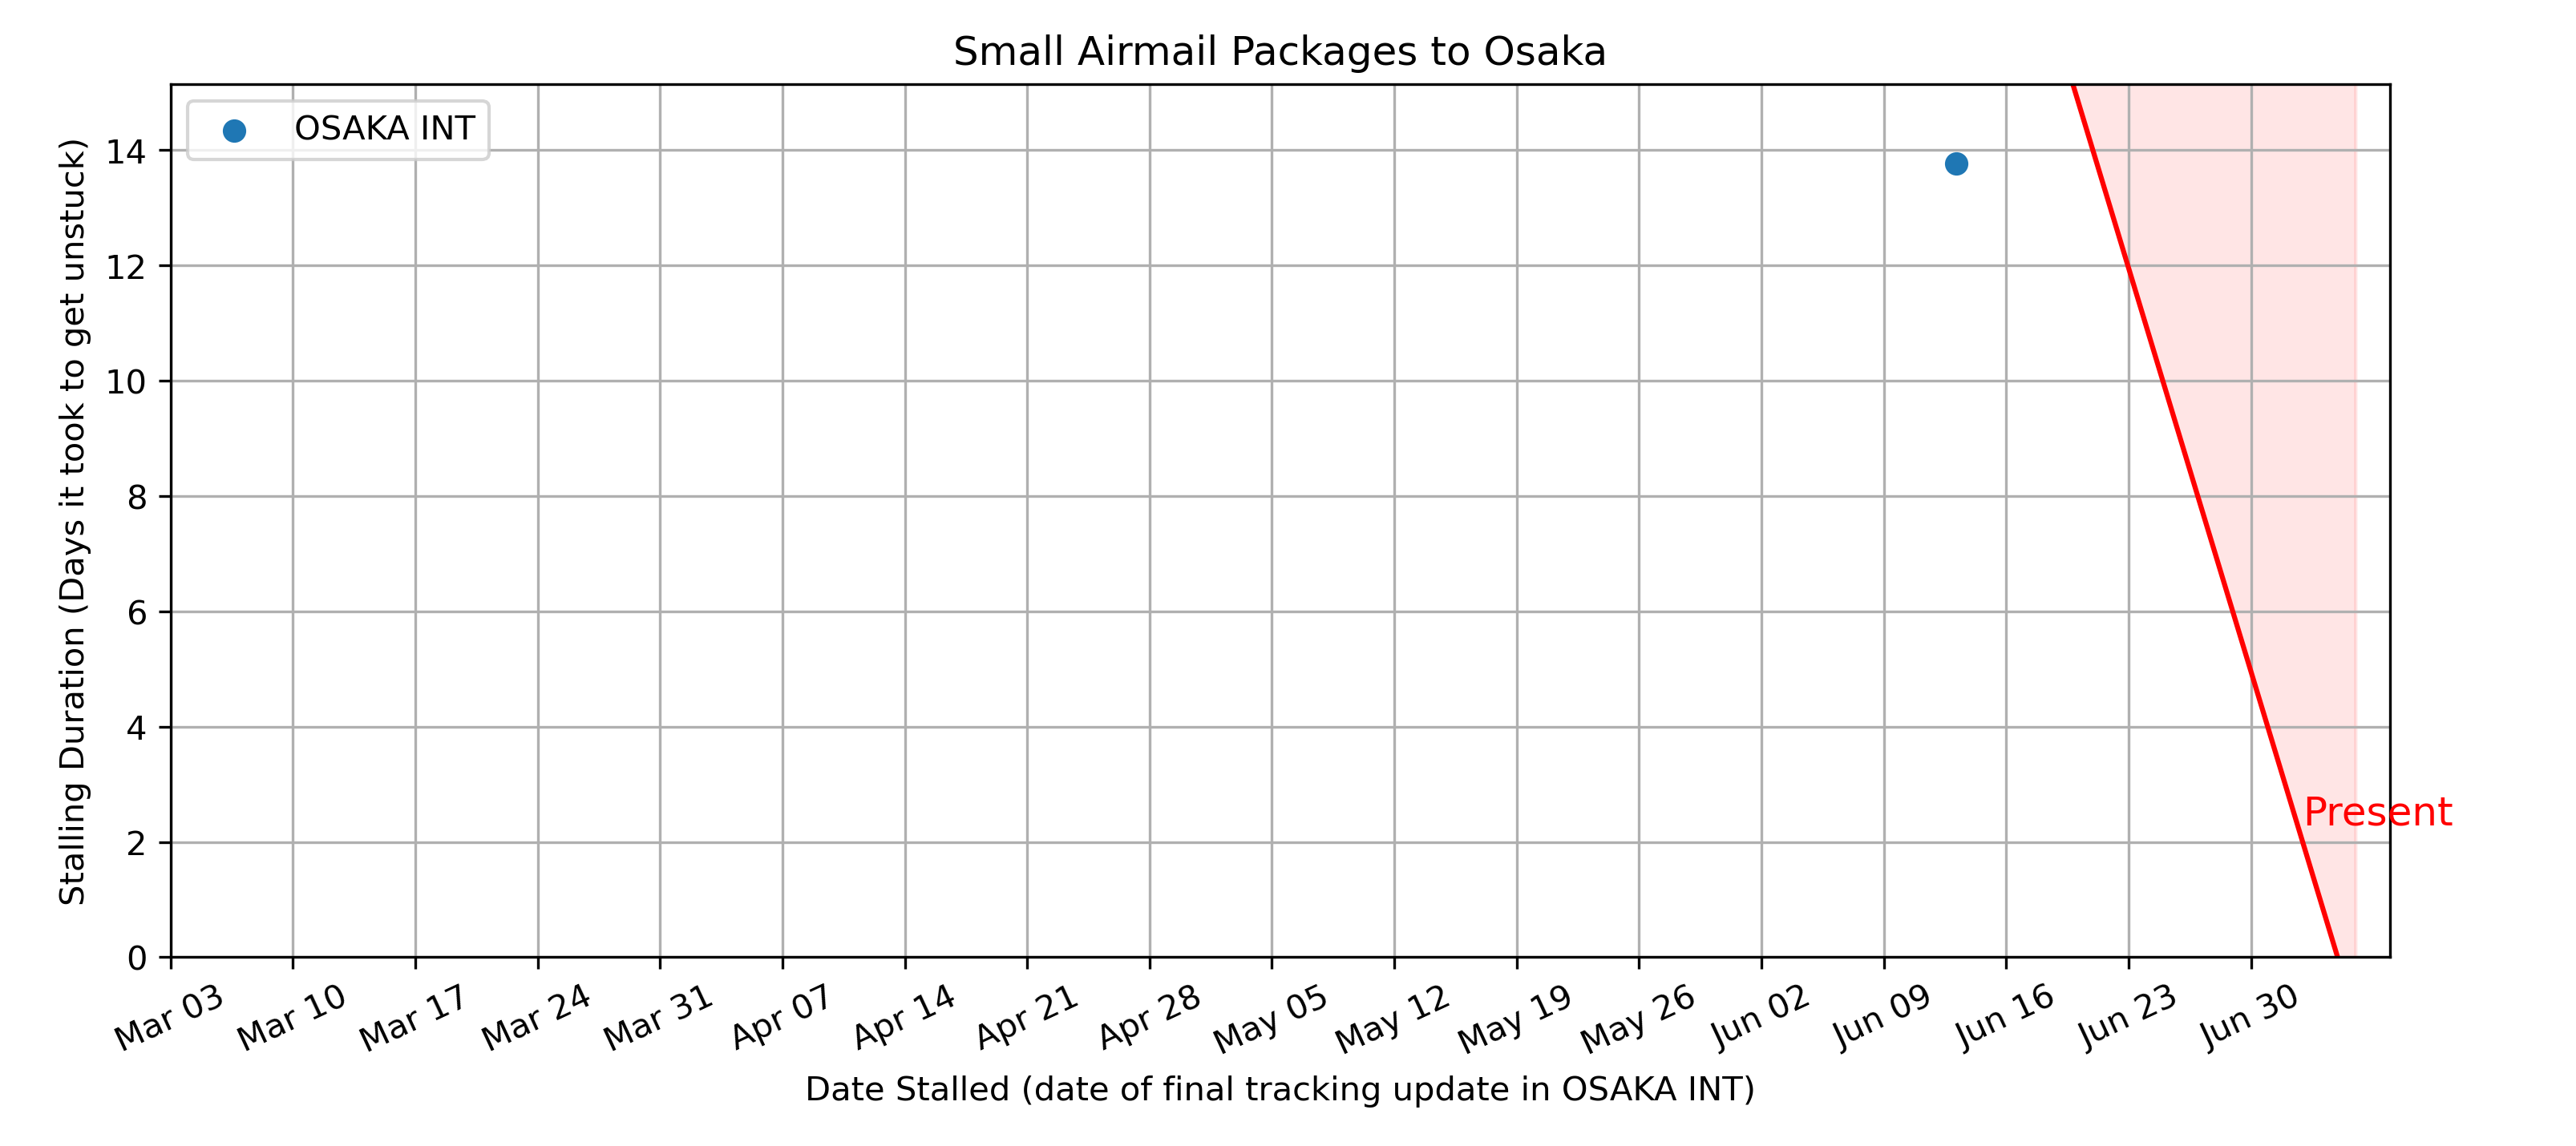 Small Airmail Packages to Osaka
OSAKA INT
Stalling Duration (Days it took to get unstuck)
14
12
10
8
6
4
2
0
Present
Mar 03
Mar 10
Mar 17
Mar 24
Mar 31
Apr 07
Apr 14
Apr 21
Apr 28
May 05
May 12
May 19
May 26
Jun 02
Jun 09
Jun 16
Jun 23
Jun 30
Date Stalled (date of final tracking update in OSAKA INT)